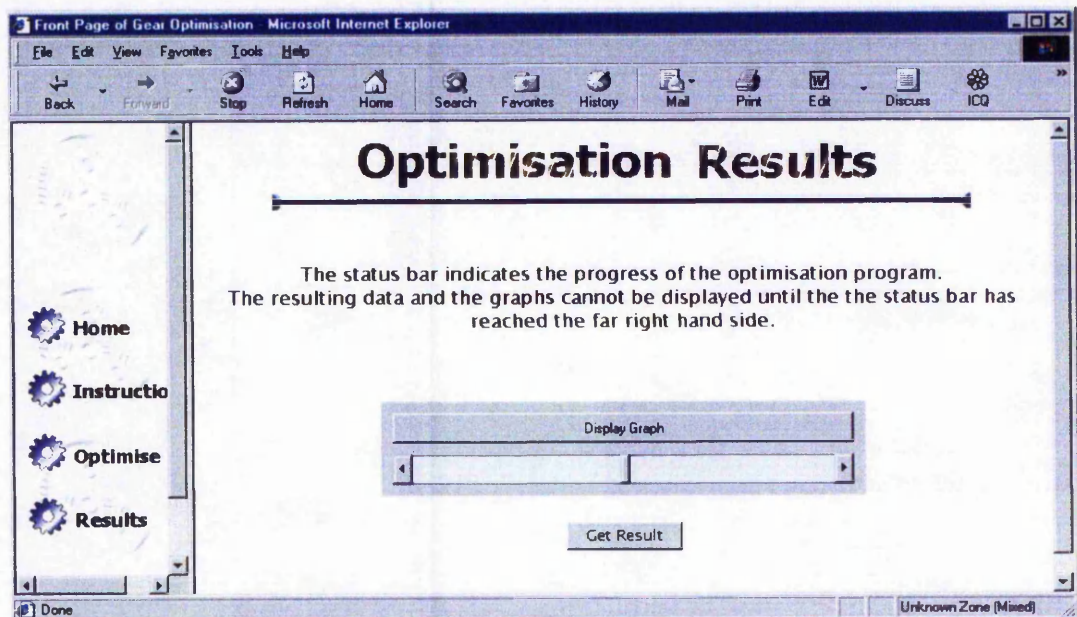 Front Page of Gear Optimisation - Microsoft Internet Explorer
File Edit View Favorites Tools Help
Back Forward Stop Refresh Home Search Favorites History Mail Print Edit Discuss ICQ »
Optimisation Results
The status bar indicates the progress of the optimisation program.
The resulting data and the graphs cannot be displayed until the the status bar has
reached the far right hand side.
Home
Instructio
Optimise
Results
Display Graph
Get Result
Done
Unknown Zone (Mixed)